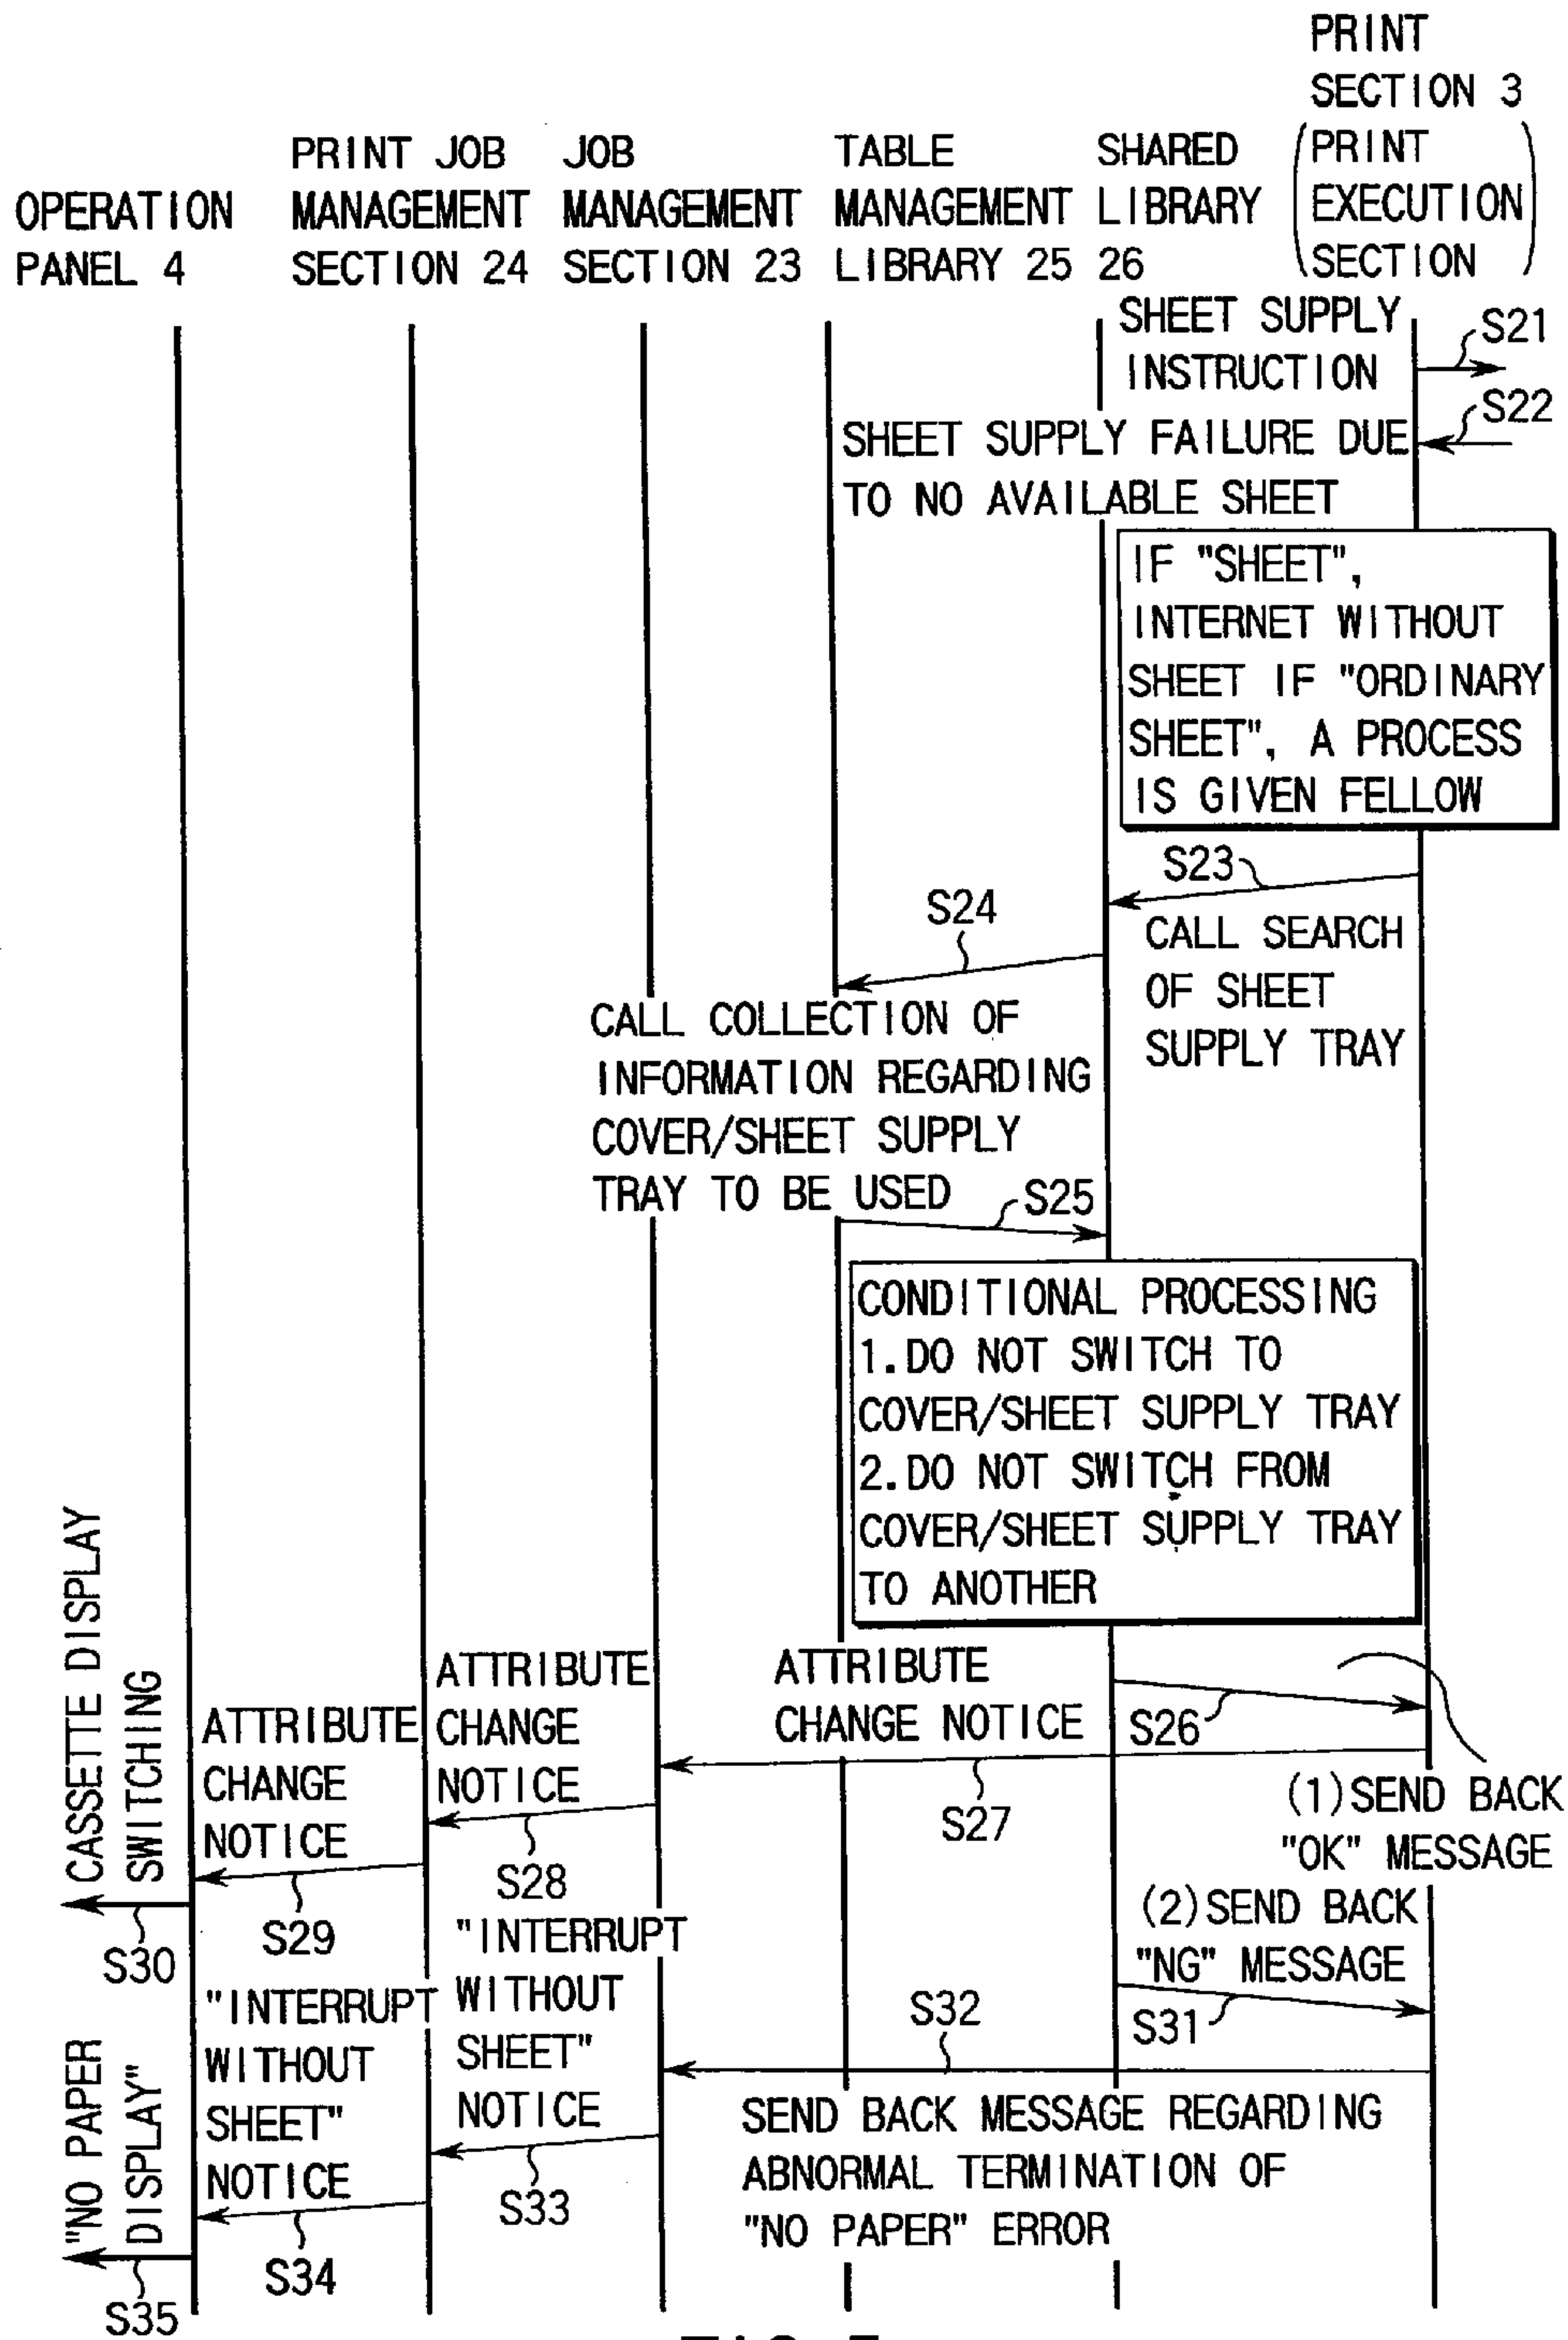 OPERATION
PANEL 4
PRINT JOB
MANAGEMENT
SECTION 24
JOB
MANAGEMENT
SECTION 23
TABLE
MANAGEMENT
LIBRARY 25
SHARED
LIBRARY
26
PRINT
SECTION 3
(PRINT
EXECUTION
SECTION)
SHEET SUPPLY
INSTRUCTION
S21
S22
SHEET SUPPLY FAILURE DUE
TO NO AVAILABLE SHEET
IF "SHEET",
INTERNET WITHOUT
SHEET IF "ORDINARY
SHEET", A PROCESS
IS GIVEN FELLOW
S23
CALL SEARCH
OF SHEET
SUPPLY TRAY
S24
CALL COLLECTION OF
INFORMATION REGARDING
COVER/SHEET SUPPLY
TRAY TO BE USED
S25
CONDITIONAL PROCESSING
1.DO NOT SWITCH TO
COVER/SHEET SUPPLY TRAY
2.DO NOT SWITCH FROM
COVER/SHEET SUPPLY TRAY
TO ANOTHER
S26
(1)SEND BACK
"OK" MESSAGE
ATTRIBUTE
CHANGE NOTICE
S27
ATTRIBUTE
CHANGE
NOTICE
S28
ATTRIBUTE
CHANGE
NOTICE
S29
CASSETTE DISPLAY
SWITCHING
S30
(2)SEND BACK
"NG" MESSAGE
S31
S32
SEND BACK MESSAGE REGARDING
ABNORMAL TERMINATION OF
"NO PAPER" ERROR
"INTERRUPT
WITHOUT
SHEET"
NOTICE
S33
"INTERRUPT
WITHOUT
SHEET"
NOTICE
S34
"NO PAPER
DISPLAY"
S35